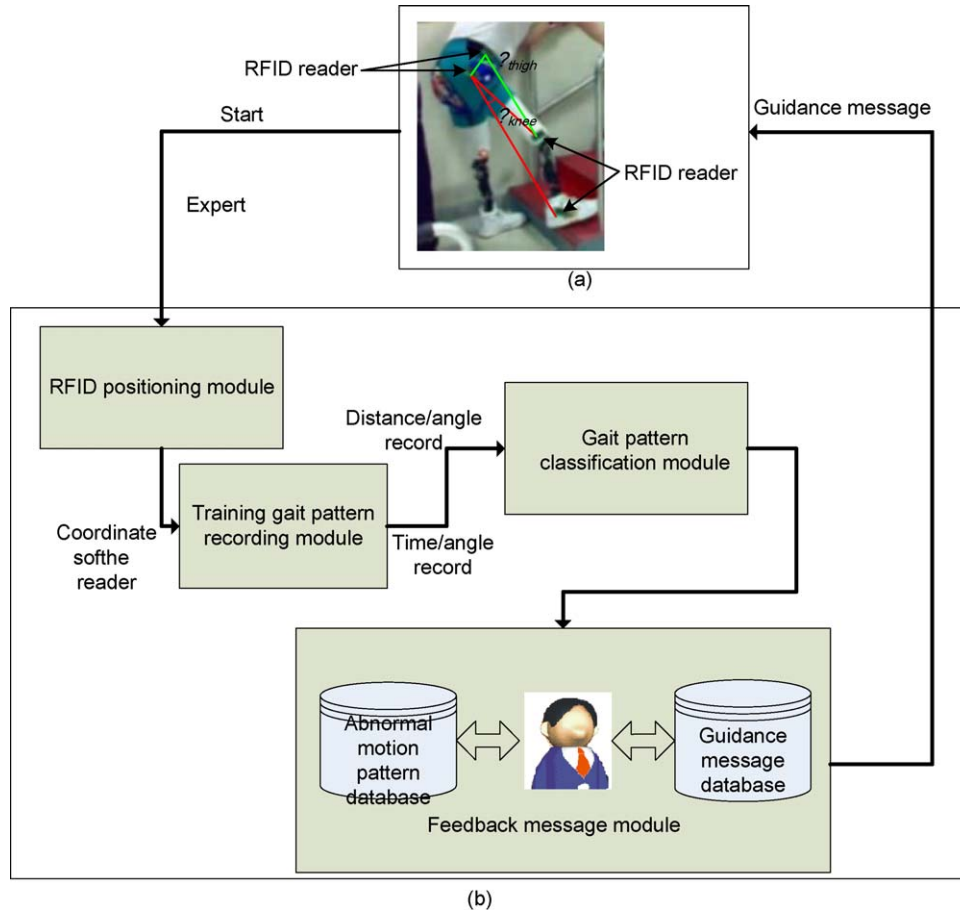 RFID reader
?thigh
?knee
RFID reader
Start
Guidance message
Expert
(a)
RFID positioning module
Distance/angle
record
Gait pattern
classification module
Training gait pattern
recording module
Coordinate
softhe
reader
Time/angle
record
Abnormal
motion
pattern
database
Guidance
message
database
Feedback message module
(b)